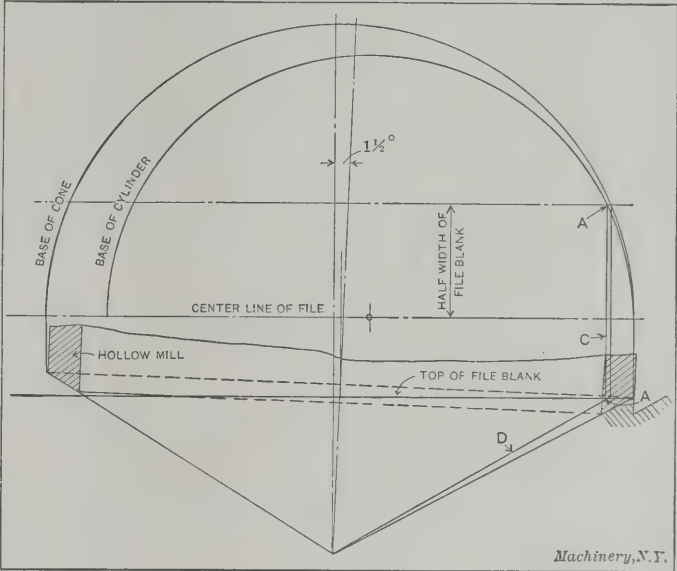 1½°
BASE OF CONE
BASE OF CYLINDER
A
HALF WIDTH OF
FILE BLANK
CENTER LINE OF FILE
C
HOLLOW MILL
TOP OF FILE BLANK
A
D
Machinery, N.Y.